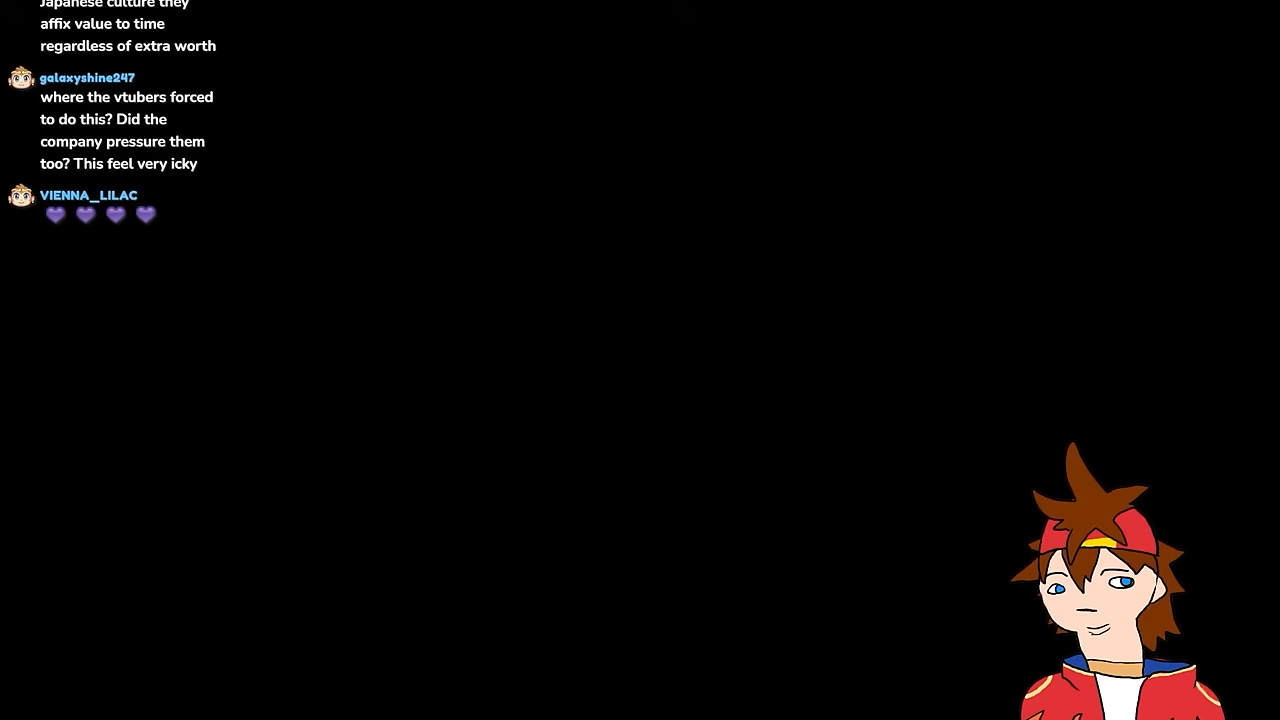 Japanese culture they
affix value to time
regardless of extra worth
galaxyshine247
where the vtubers forced
to do this? Did the
company pressure them
too? This feel very icky
VIENNA_LILAC